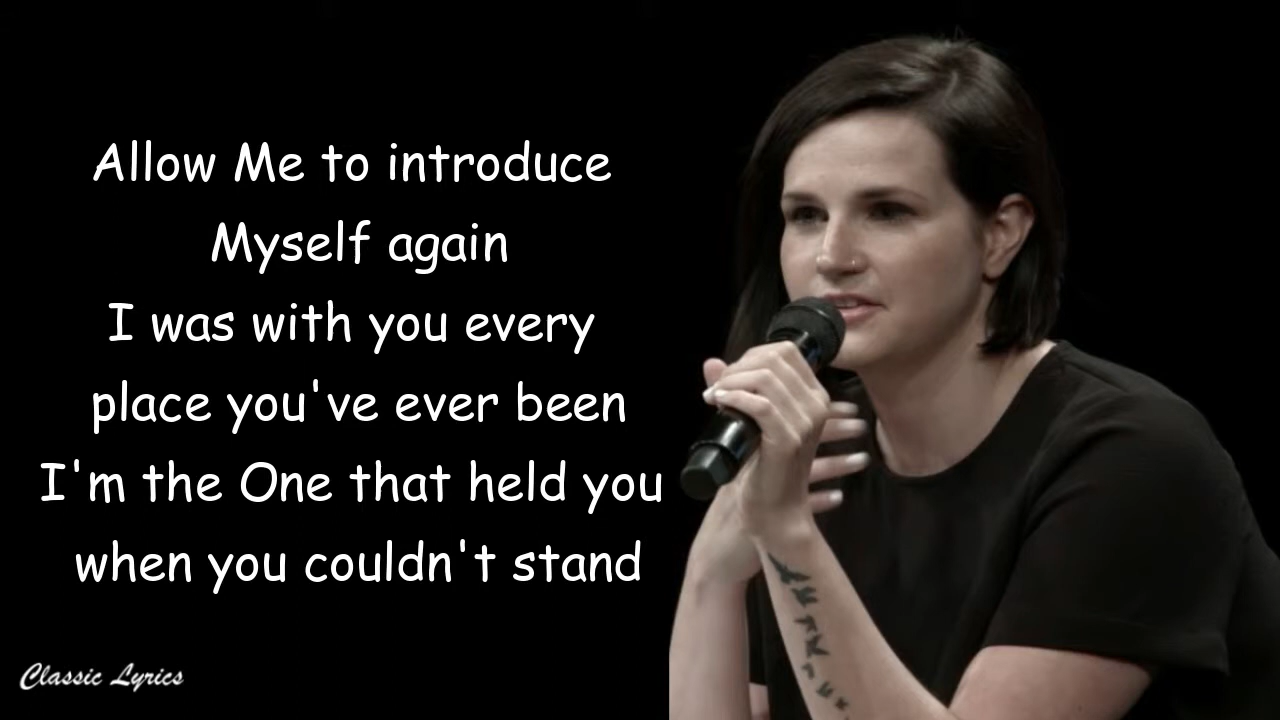 Allow Me to introduce
Myself again
I was with you every
place you've ever been
I'm the One that held you
when you couldn't stand
Classic Lyrics